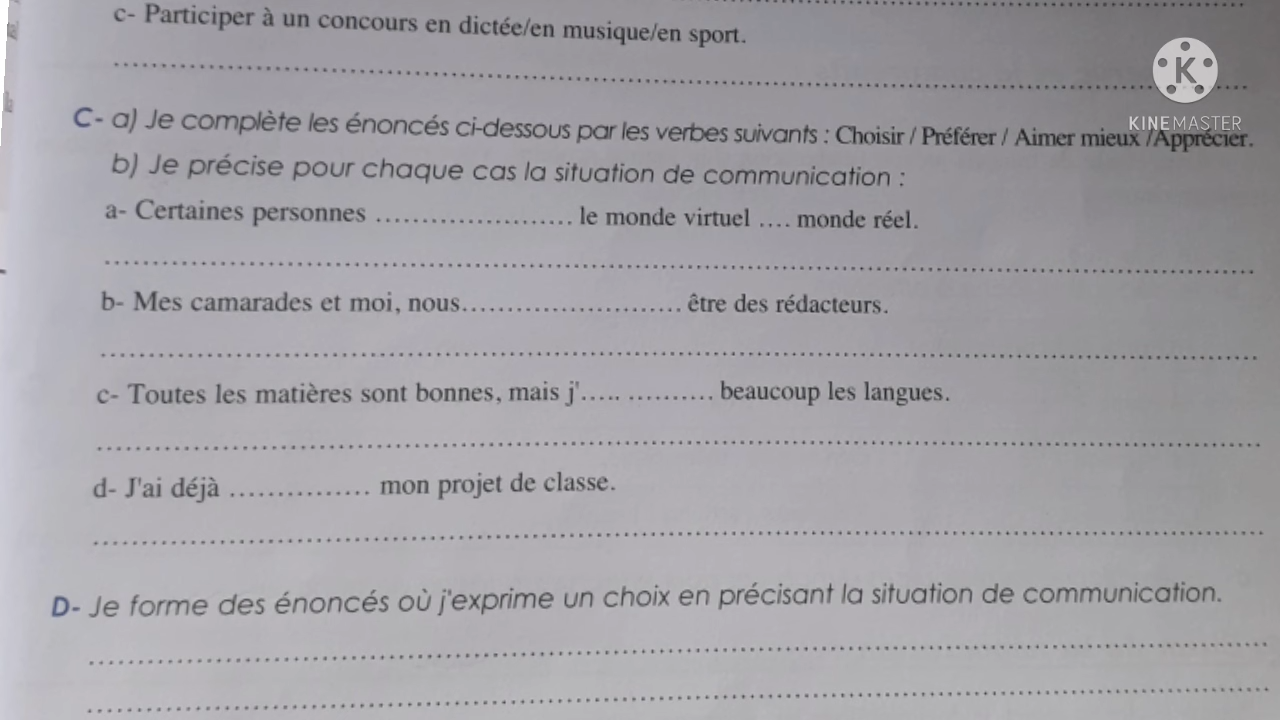 c- Participer à un concours en dictée/en musique/en sport.
................................................................
K
KINEMASTER
C- a) Je complète les énoncés ci-dessous par les verbes suivants : Choisir / Préférer / Aimer mieux /Apprécier.
b) Je précise pour chaque cas la situation de communication :
a- Certaines personnes ...................... le monde virtuel .... monde réel.
................................................................
b- Mes camarades et moi, nous........................ être des rédacteurs.
................................................................
c- Toutes les matières sont bonnes, mais j'..... .......... beaucoup les langues.
................................................................
d- J'ai déjà ............... mon projet de classe.
................................................................
D- Je forme des énoncés où j'exprime un choix en précisant la situation de communication.
................................................................
................................................................